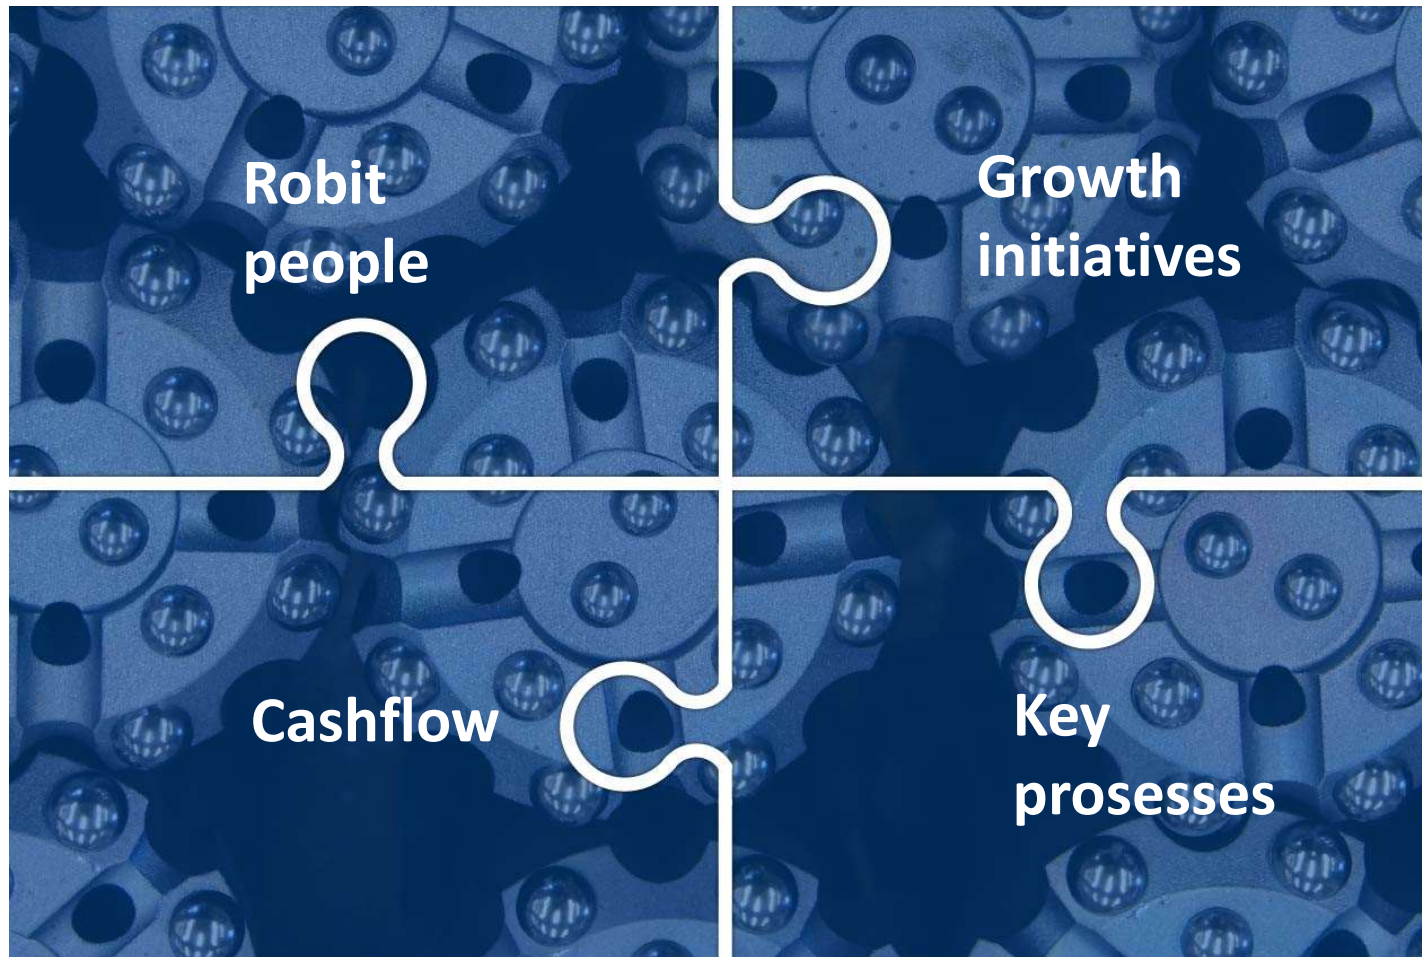 Robit
people
Growth
initiatives
Cashflow
Key
prosesses